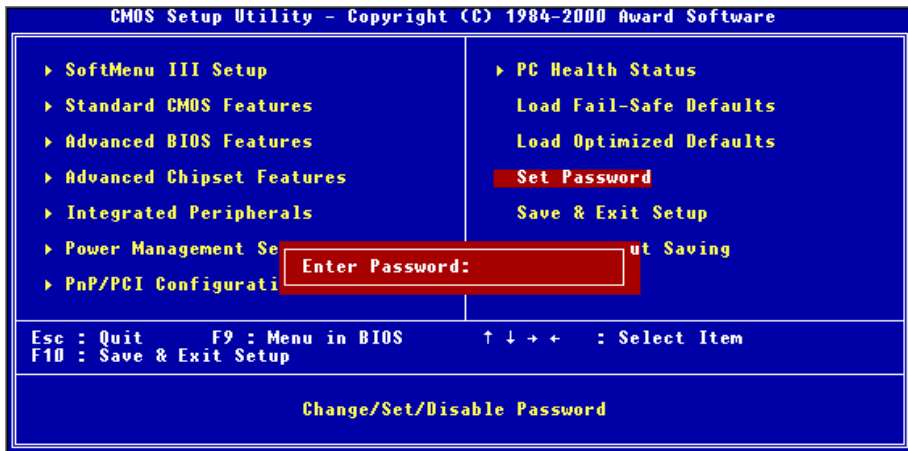 CMOS Setup Utility - Copyright (C) 1984-2000 Award Software
SoftMenu III Setup
Standard CMOS Features
Advanced BIOS Features
Advanced Chipset Features
Integrated Peripherals
Power Management Se
PnP/PCI Configurati
PC Health Status
Load Fail-Safe Defaults
Load Optimized Defaults
Set Password
Save & Exit Setup
ut Saving
Enter Password:
Esc : Quit F9 : Menu in BIOS ↑ ↓ → ← : Select Item
F10 : Save & Exit Setup
Change/Set/Disable Password